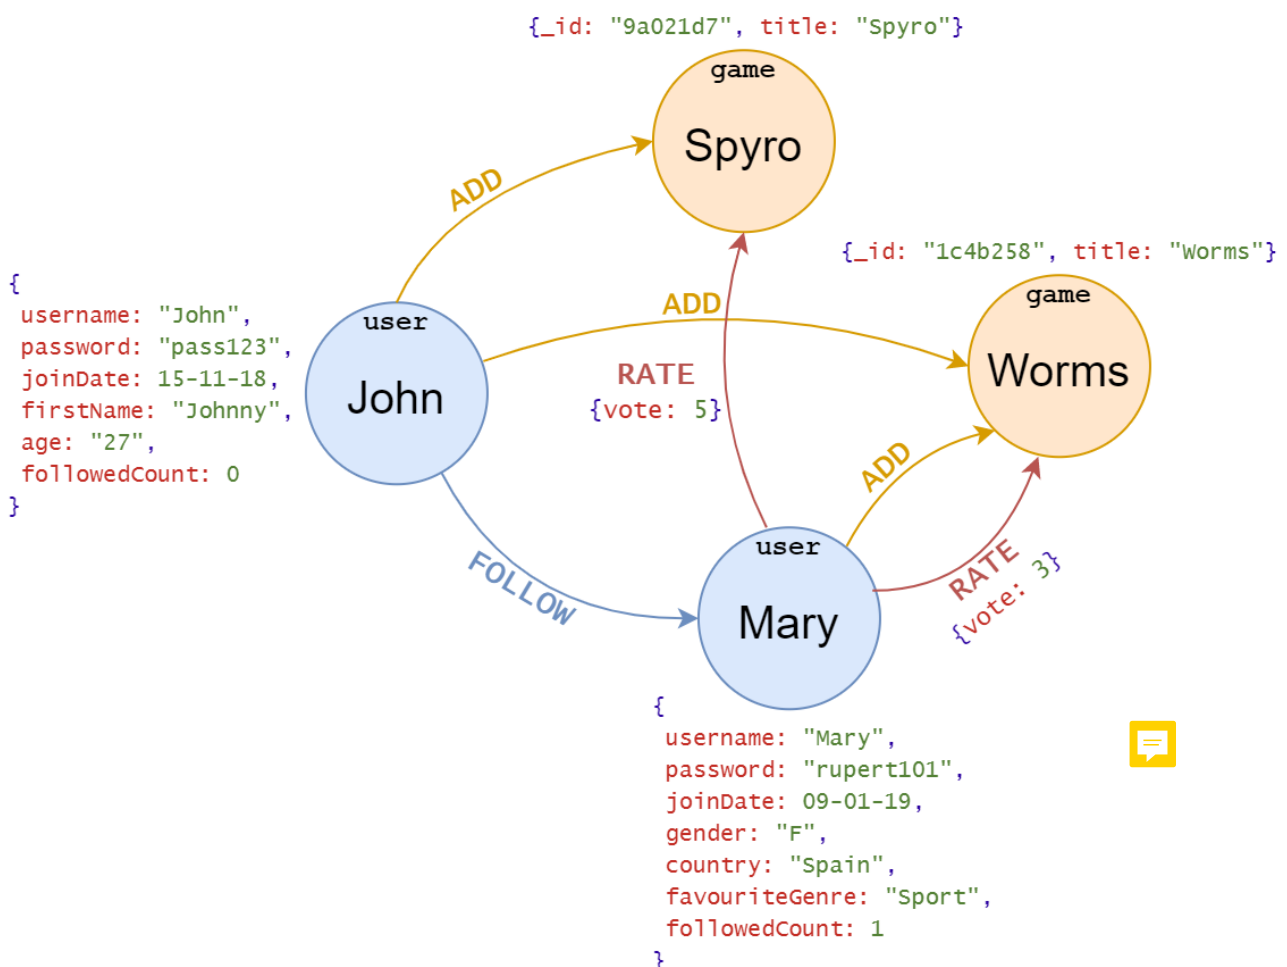 {_id: "9a021d7", title: "Spyro"}
game
Spyro
ADD
{_id: "1c4b258", title: "Worms"}
game
Worms
{
username: "John",
password: "pass123",
joinDate: 15-11-18,
firstName: "Johnny",
age: "27",
followedCount: 0
}
user
John
ADD
RATE
{vote: 5}
ADD
RATE
{vote: 3}
FOLLOW
user
Mary
{
username: "Mary",
password: "rupert101",
joinDate: 09-01-19,
gender: "F",
country: "Spain",
favouriteGenre: "Sport",
followedCount: 1
}